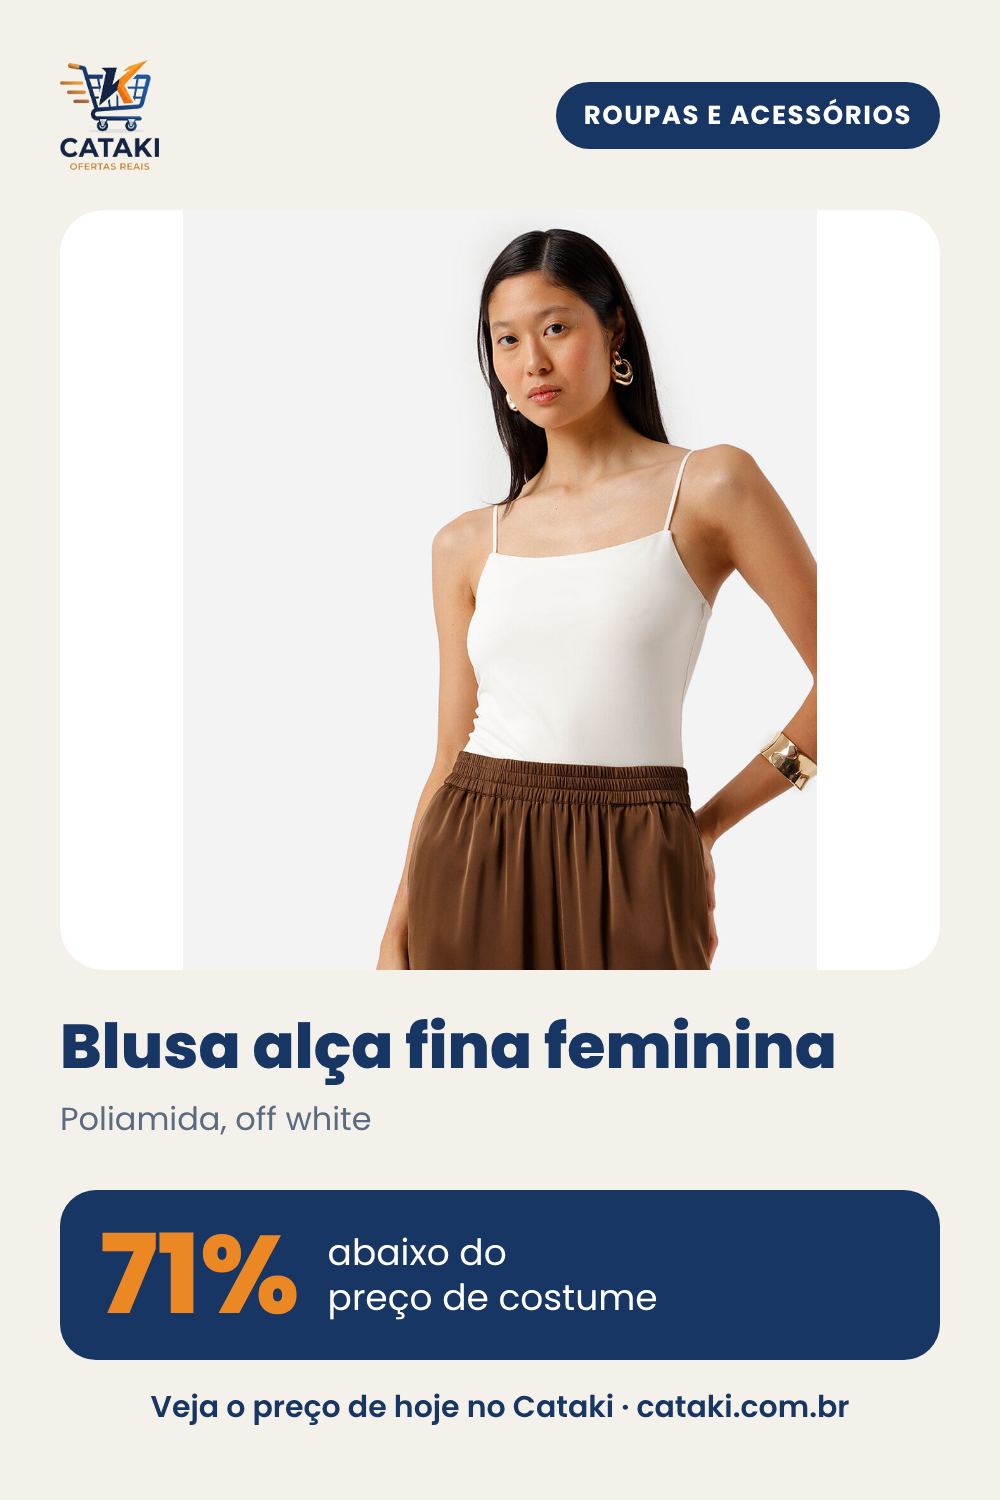 CATAKI
OFERTAS REAIS
ROUPAS E ACESSÓRIOS
Blusa alça fina feminina
Poliamida, off white
71%
abaixo do
preço de costume
Veja o preço de hoje no Cataki · cataki.com.br